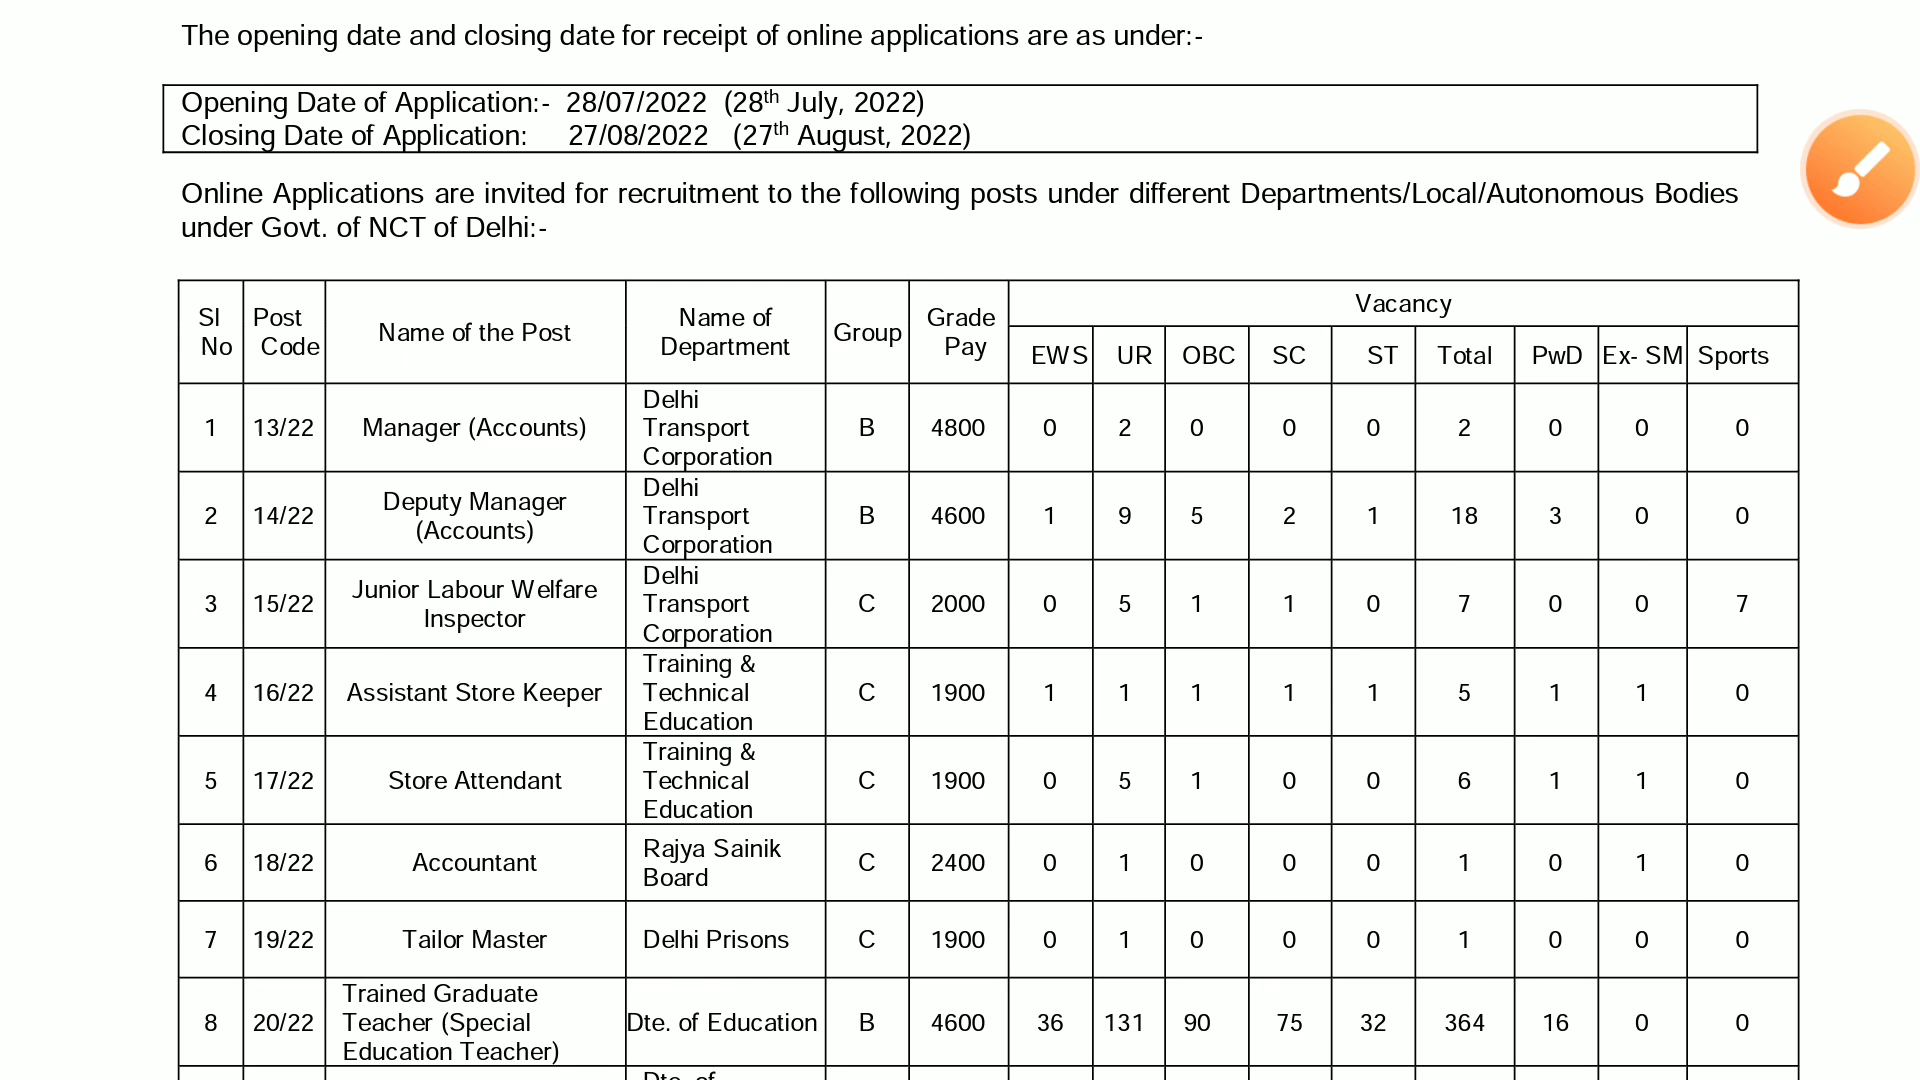 The opening date and closing date for receipt of online applications are as under:-
Opening Date of Application:- 28/07/2022 (28th July, 2022)
Closing Date of Application: 27/08/2022 (27th August, 2022)
Online Applications are invited for recruitment to the following posts under different Departments/Local/Autonomous Bodies
under Govt. of NCT of Delhi:-
Sl No Post Code Name of the Post Name of Department Group Grade Pay Vacancy
EWS UR OBC SC ST Total PwD Ex- SM Sports
1 13/22 Manager (Accounts) Delhi Transport Corporation B 4800 0 2 0 0 0 2 0 0 0
2 14/22 Deputy Manager (Accounts) Delhi Transport Corporation B 4600 1 9 5 2 1 18 3 0 0
3 15/22 Junior Labour Welfare Inspector Delhi Transport Corporation C 2000 0 5 1 1 0 7 0 0 7
4 16/22 Assistant Store Keeper Training & Technical Education C 1900 1 1 1 1 1 5 1 1 0
5 17/22 Store Attendant Training & Technical Education C 1900 0 5 1 0 0 6 1 1 0
6 18/22 Accountant Rajya Sainik Board C 2400 0 1 0 0 0 1 0 1 0
7 19/22 Tailor Master Delhi Prisons C 1900 0 1 0 0 0 1 0 0 0
8 20/22 Trained Graduate Teacher (Special Education Teacher) Dte. of Education B 4600 36 131 90 75 32 364 16 0 0
Dte. of